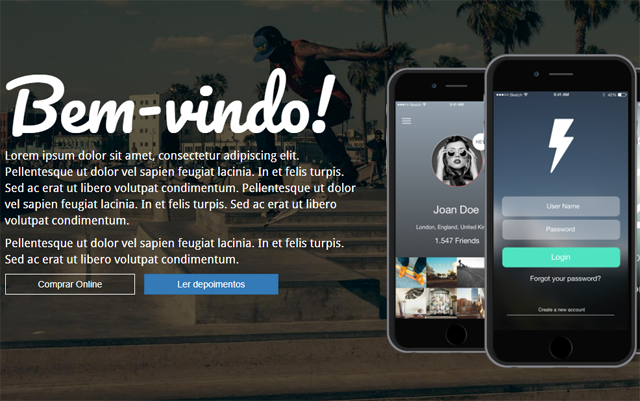 Bem-vindo!
Lorem ipsum dolor sit amet, consectetur adipiscing elit.
Pellentesque ut dolor vel sapien feugiat lacinia. In et felis turpis.
Sed ac erat ut libero volutpat condimentum. Pellentesque ut dolor
vel sapien feugiat lacinia. In et felis turpis. Sed ac erat ut libero
volutpat condimentum.
Pellentesque ut dolor vel sapien feugiat lacinia. In et felis turpis.
Sed ac erat ut libero volutpat condimentum.
Comprar Online
Ler depoimentos
Sketch
9:41 AM
Joan Doe
London, England, United
1.547 Friends
Sketch
9:41 AM
42%
User Name
Password
Login
Forgot your password?
Create a new account